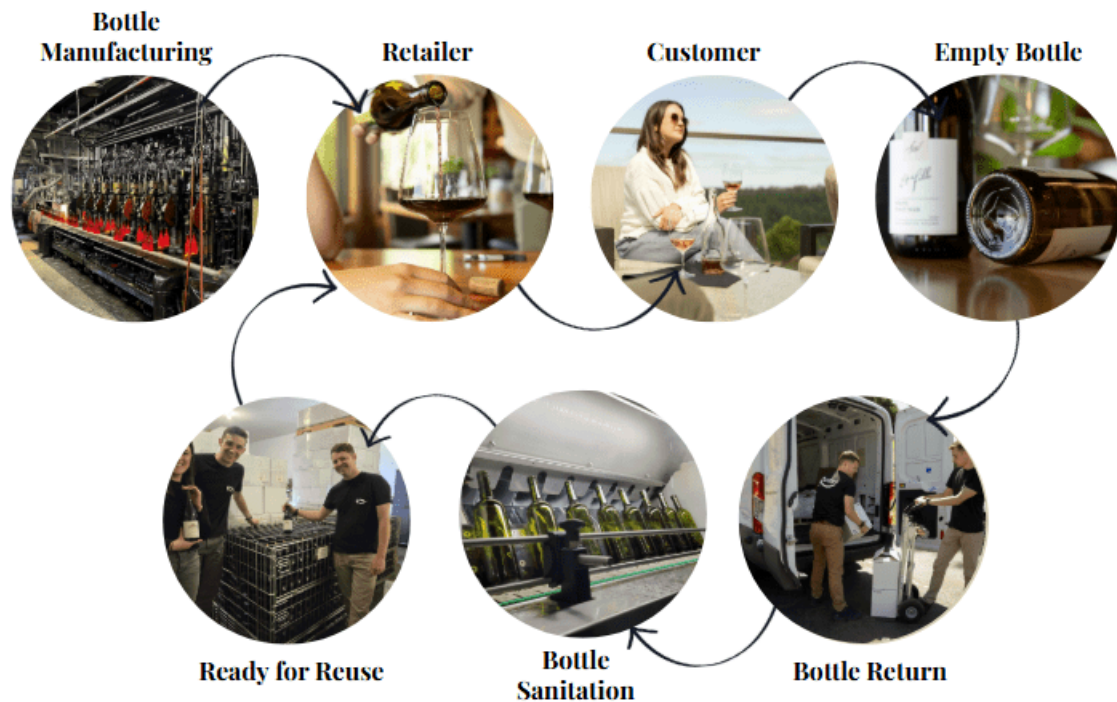 Bottle
Manufacturing
Retailer
Customer
Empty Bottle
Ready for Reuse
Bottle
Sanitation
Bottle Return